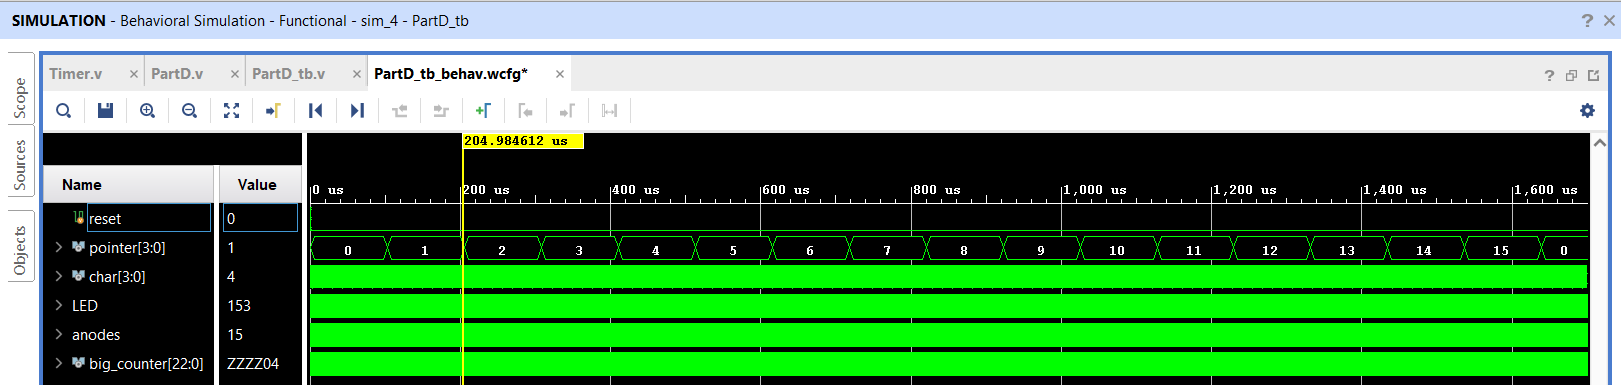 SIMULATION - Behavioral Simulation - Functional - sim_4 - PartD_tb ? ×
Scope
Sources
Objects
Timer.v × PartD.v × PartD_tb.v × PartD_tb_behav.wcfg* × ?
204.984612 us
Name Value
0 us 200 us 400 us 600 us 800 us 1,000 us 1,200 us 1,400 us 1,600 us
reset 0
pointer[3:0] 1 0 1 2 3 4 5 6 7 8 9 10 11 12 13 14 15 0
char[3:0] 4
LED 153
anodes 15
big_counter[22:0] ZZZZ04